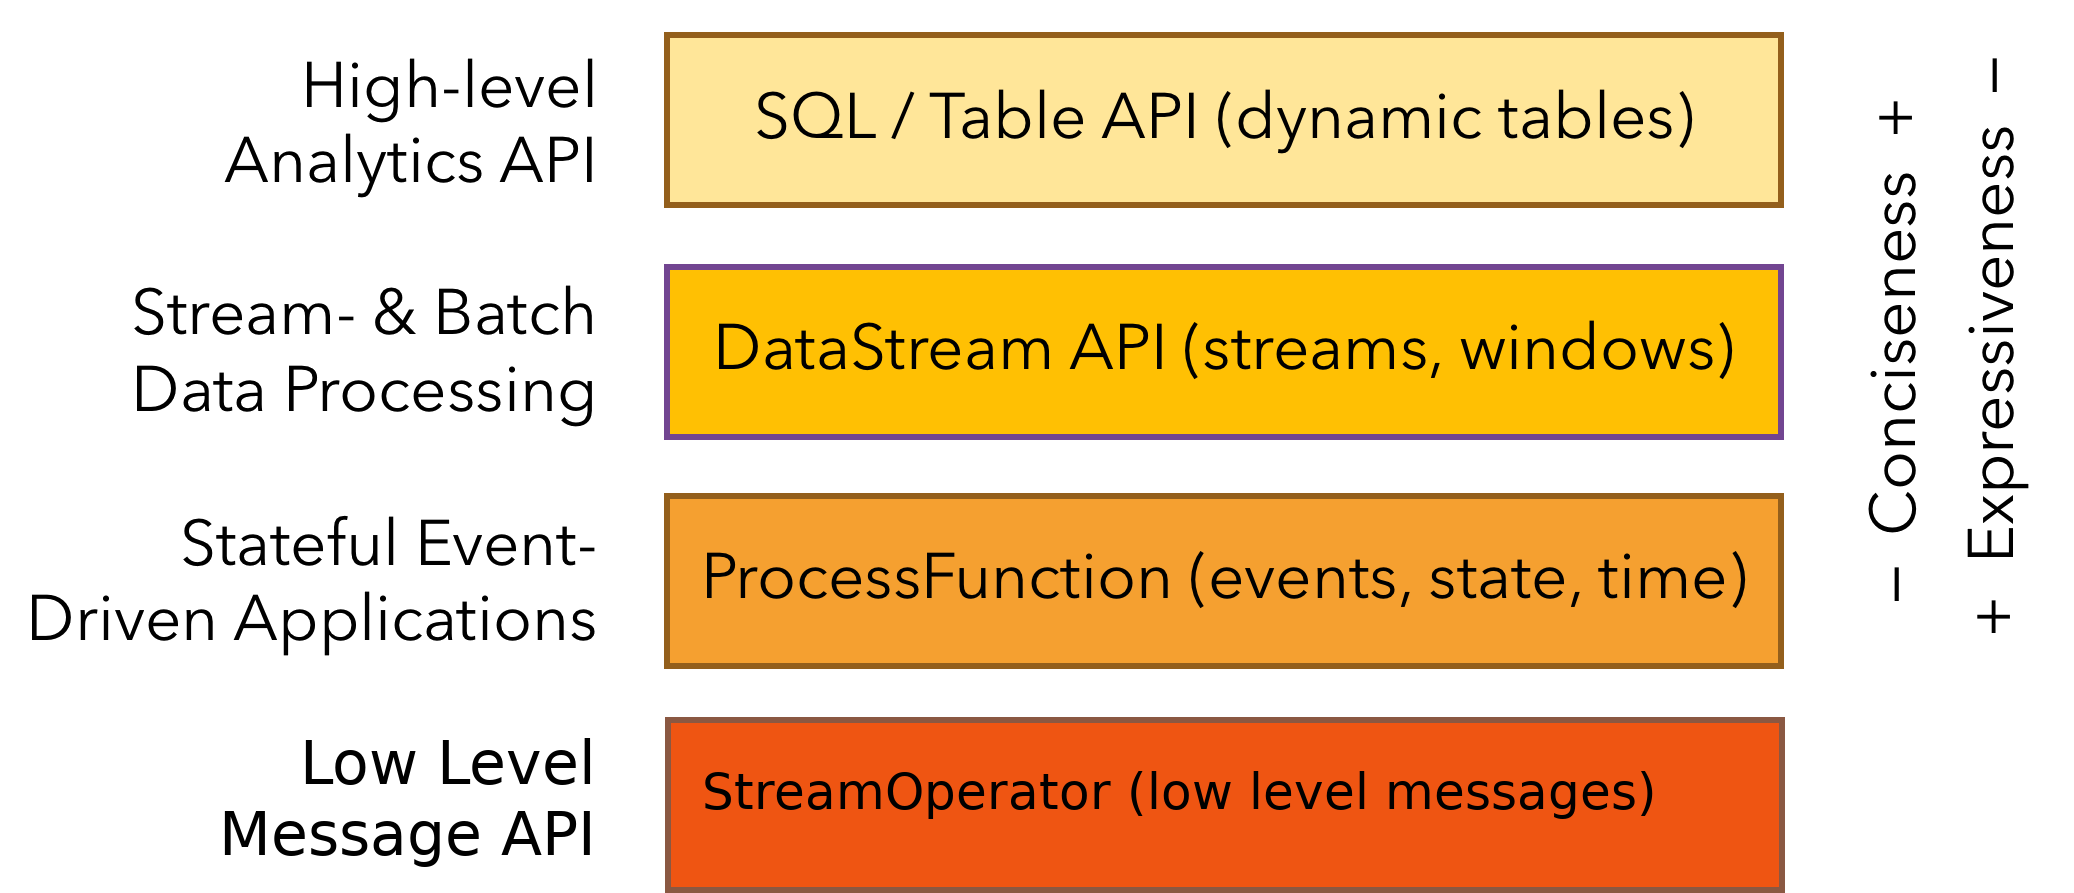 High-level
Analytics API
SQL / Table API (dynamic tables)
Stream- & Batch
Data Processing
DataStream API (streams, windows)
Stateful Event-
Driven Applications
ProcessFunction (events, state, time)
Low Level
Message API
StreamOperator (low level messages)
− Conciseness +
+ Expressiveness −